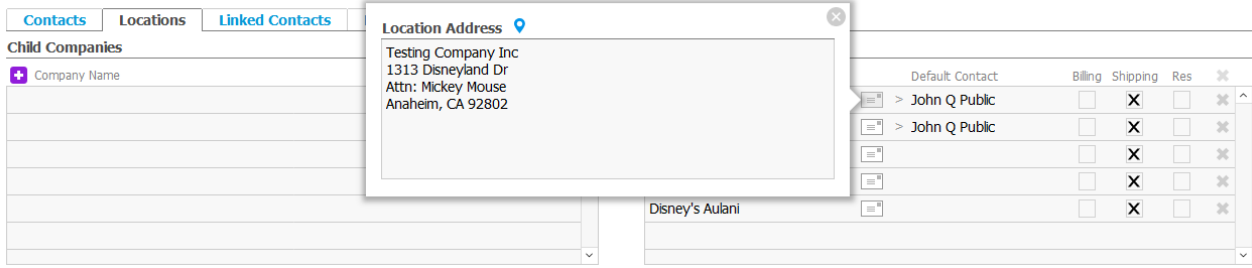 Contacts
Locations
Linked Contacts
Child Companies
Company Name
Location Address
Testing Company Inc
1313 Disneyland Dr
Attn: Mickey Mouse
Anaheim, CA 92802
Default Contact Billing Shipping Res
> John Q Public X
> John Q Public X
X
X
Disney's Aulani X